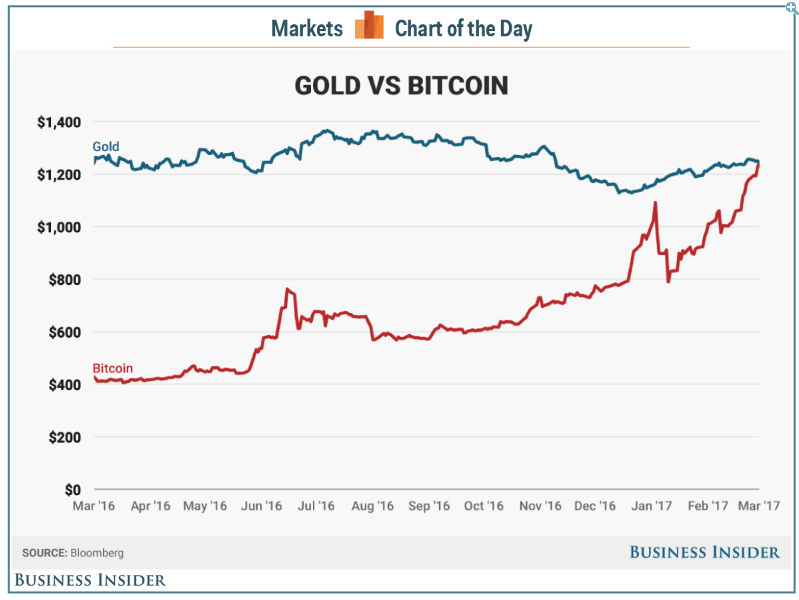 Markets Chart of the Day
GOLD VS BITCOIN
$1,400
Gold
$1,200
$1,000
$800
$600
Bitcoin
$400
$200
$0
Mar '16 Apr '16 May '16 Jun '16 Jul '16 Aug '16 Sep '16 Oct '16 Nov '16 Dec '16 Jan '17 Feb '17 Mar '17
SOURCE: Bloomberg BUSINESS INSIDER
BUSINESS INSIDER